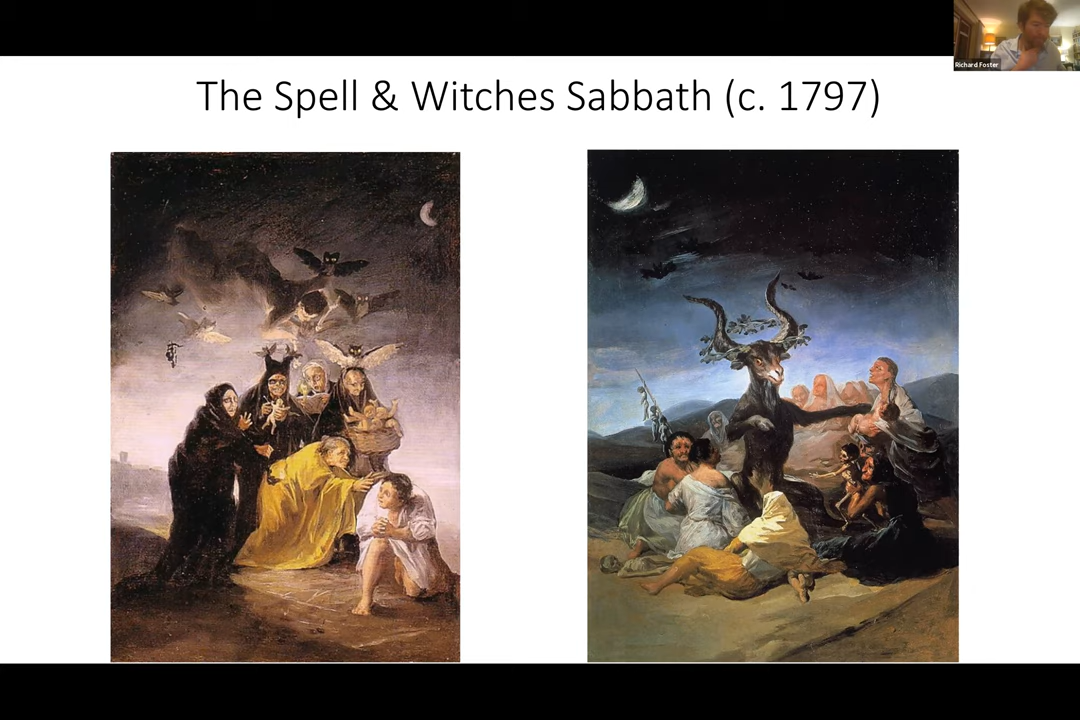 Richard Foster
The Spell & Witches Sabbath (c. 1797)